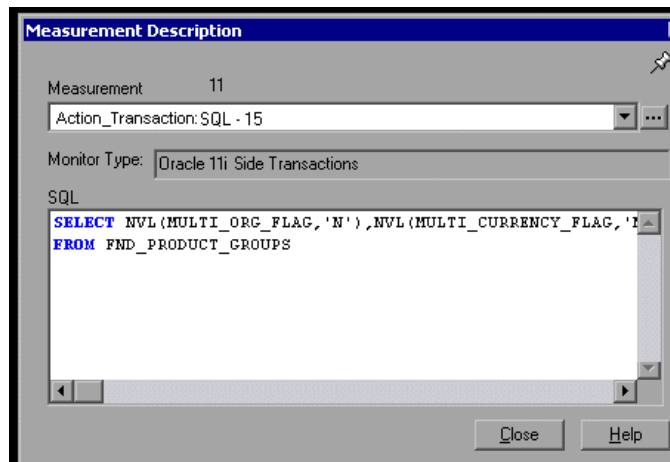 Measurement Description
Measurement 11
Action_Transaction:SQL - 15
...
Monitor Type: Oracle 11i Side Transactions
SQL
SELECT NVL(MULTI_ORG_FLAG,'N'),NVL(MULTI_CURRENCY_FLAG,'N
FROM FND_PRODUCT_GROUPS
Close Help